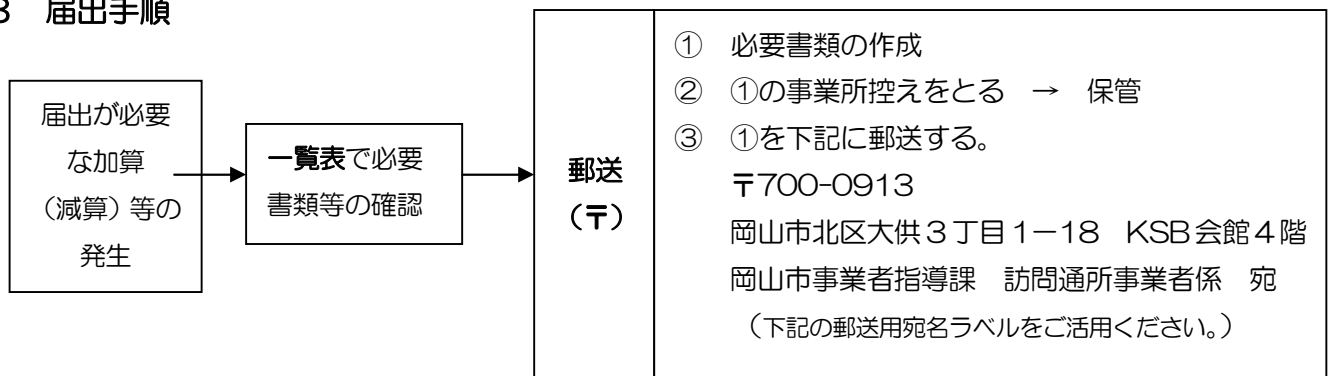 ３　届出手順
届出が必要
な加算
（減算）等の
発生
一覧表で必要
書類等の確認
郵送
（〒）
①　必要書類の作成
②　①の事業所控えをとる　→　保管
③　①を下記に郵送する。
〒700-0913
岡山市北区大供３丁目１－18　KSB会館４階
岡山市事業者指導課　訪問通所事業者係　宛
（下記の郵送用宛名ラベルをご活用ください。）